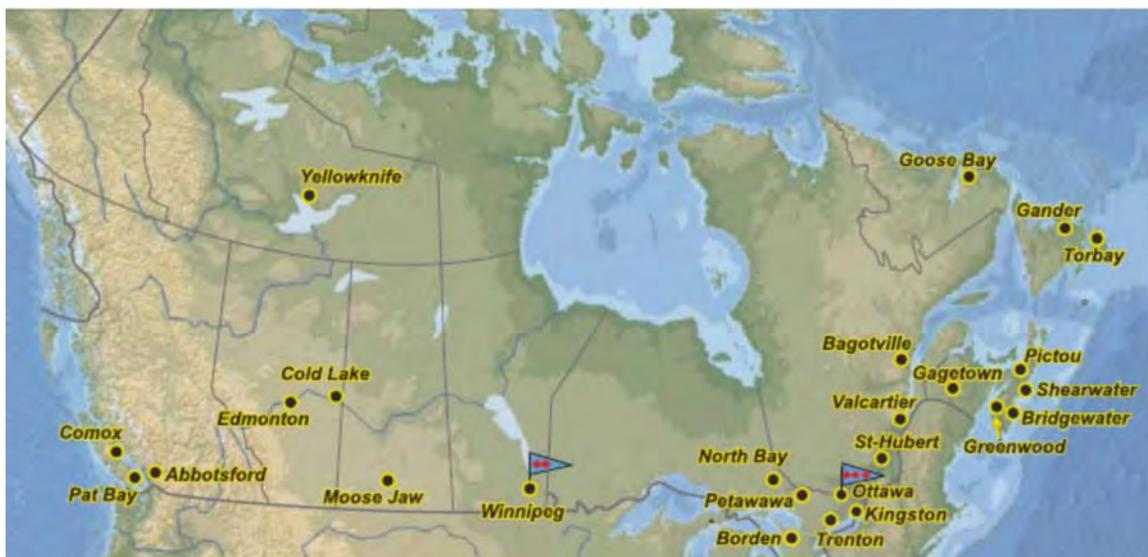 Yellowknife
Goose Bay
Gander
Torbay
Bagotville
Pictou
Gagetown
Cold Lake
Shearwater
Edmonton
Valcartier
Bridgewater
Comox
St-Hubert
Greenwood
North Bay
Abbotsford
Pat Bay
Moose Jaw
Ottawa
Petawawa
Winnipeg
Kingston
Borden
Trenton